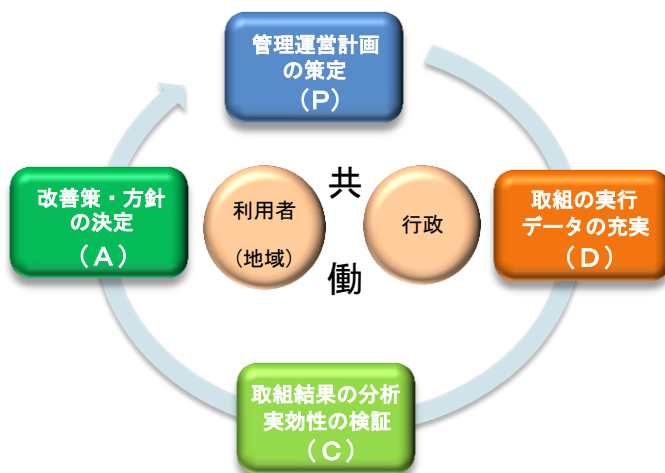 管理運営計画
の策定
（P）
取組の実行
データの充実
（D）
取組結果の分析
実効性の検証
（C）
改善策・方針
の決定
（A）
利用者
（地域）
共
働
行政